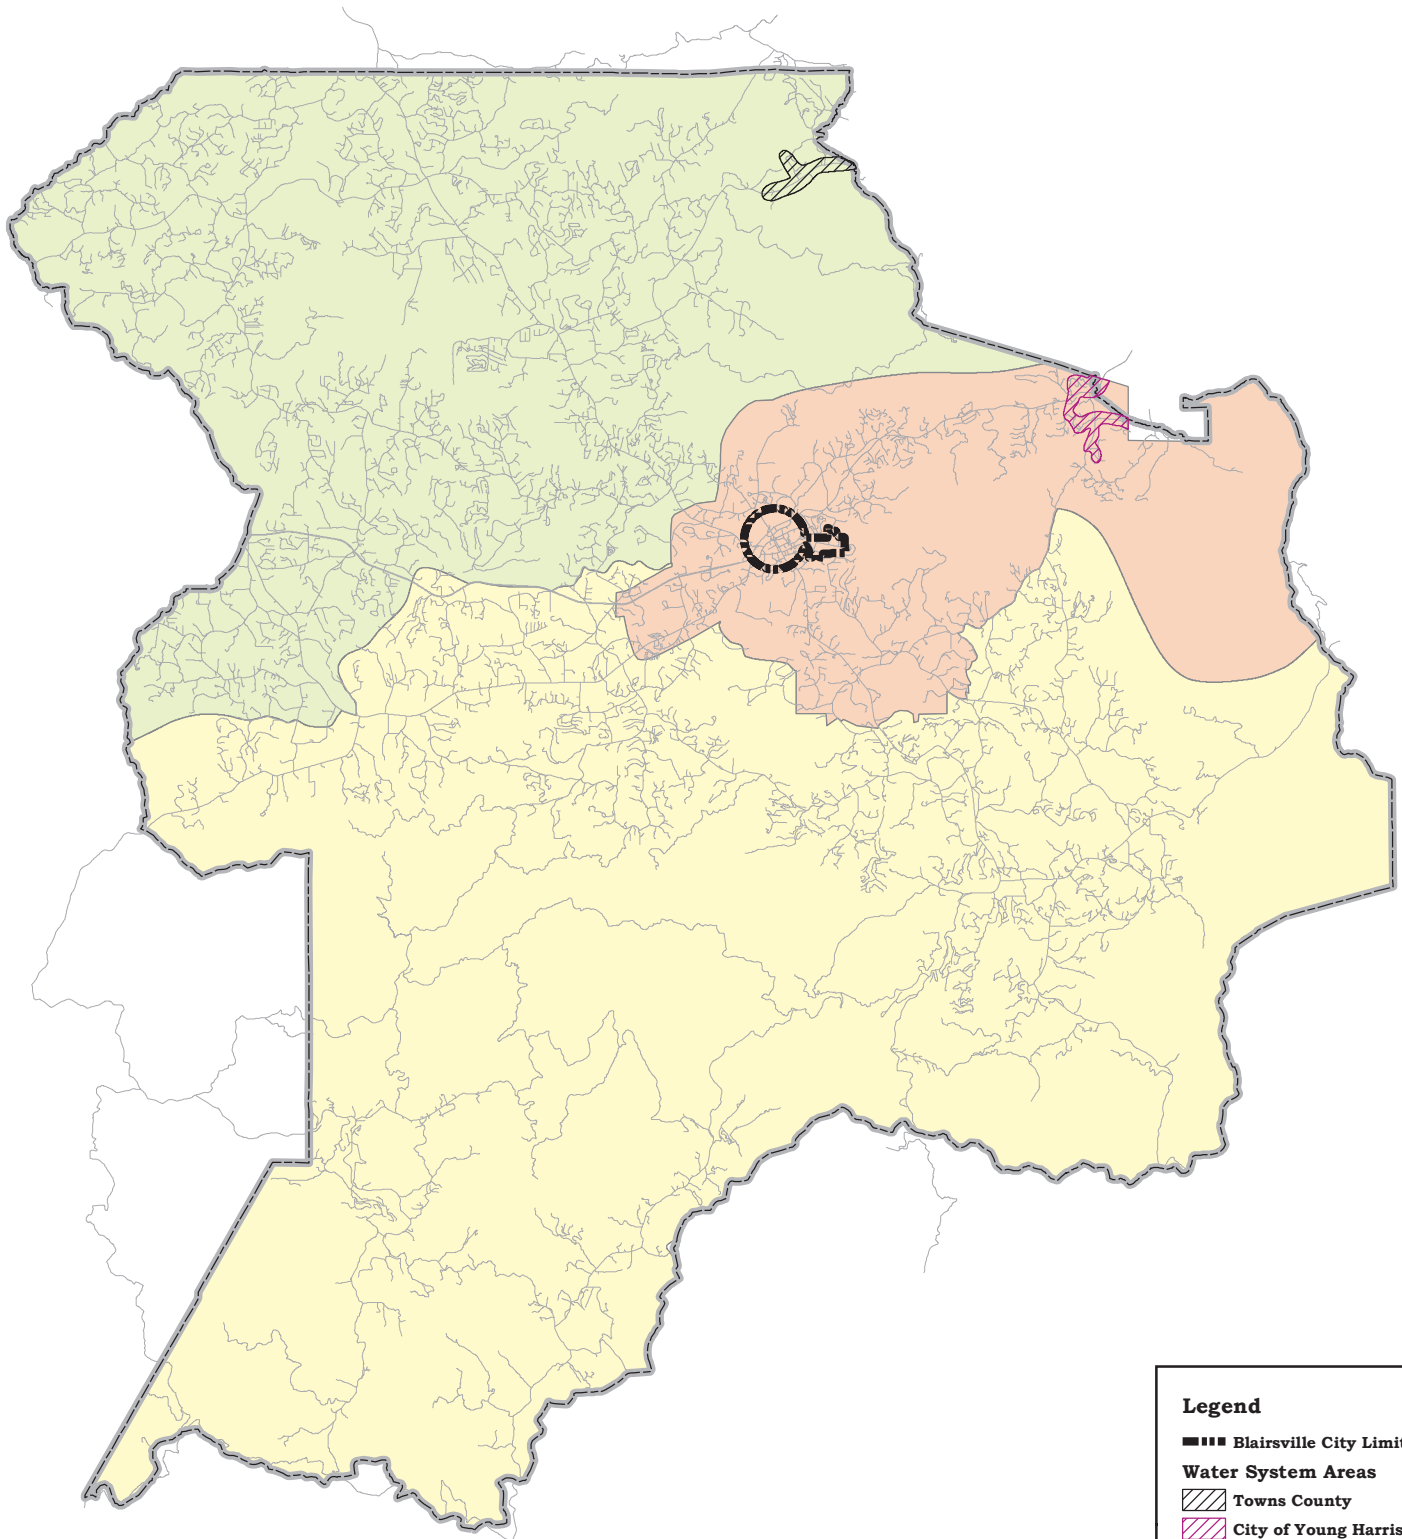 Legend
Blairsville City Limit
Water System Areas
Towns County
City of Young Harris